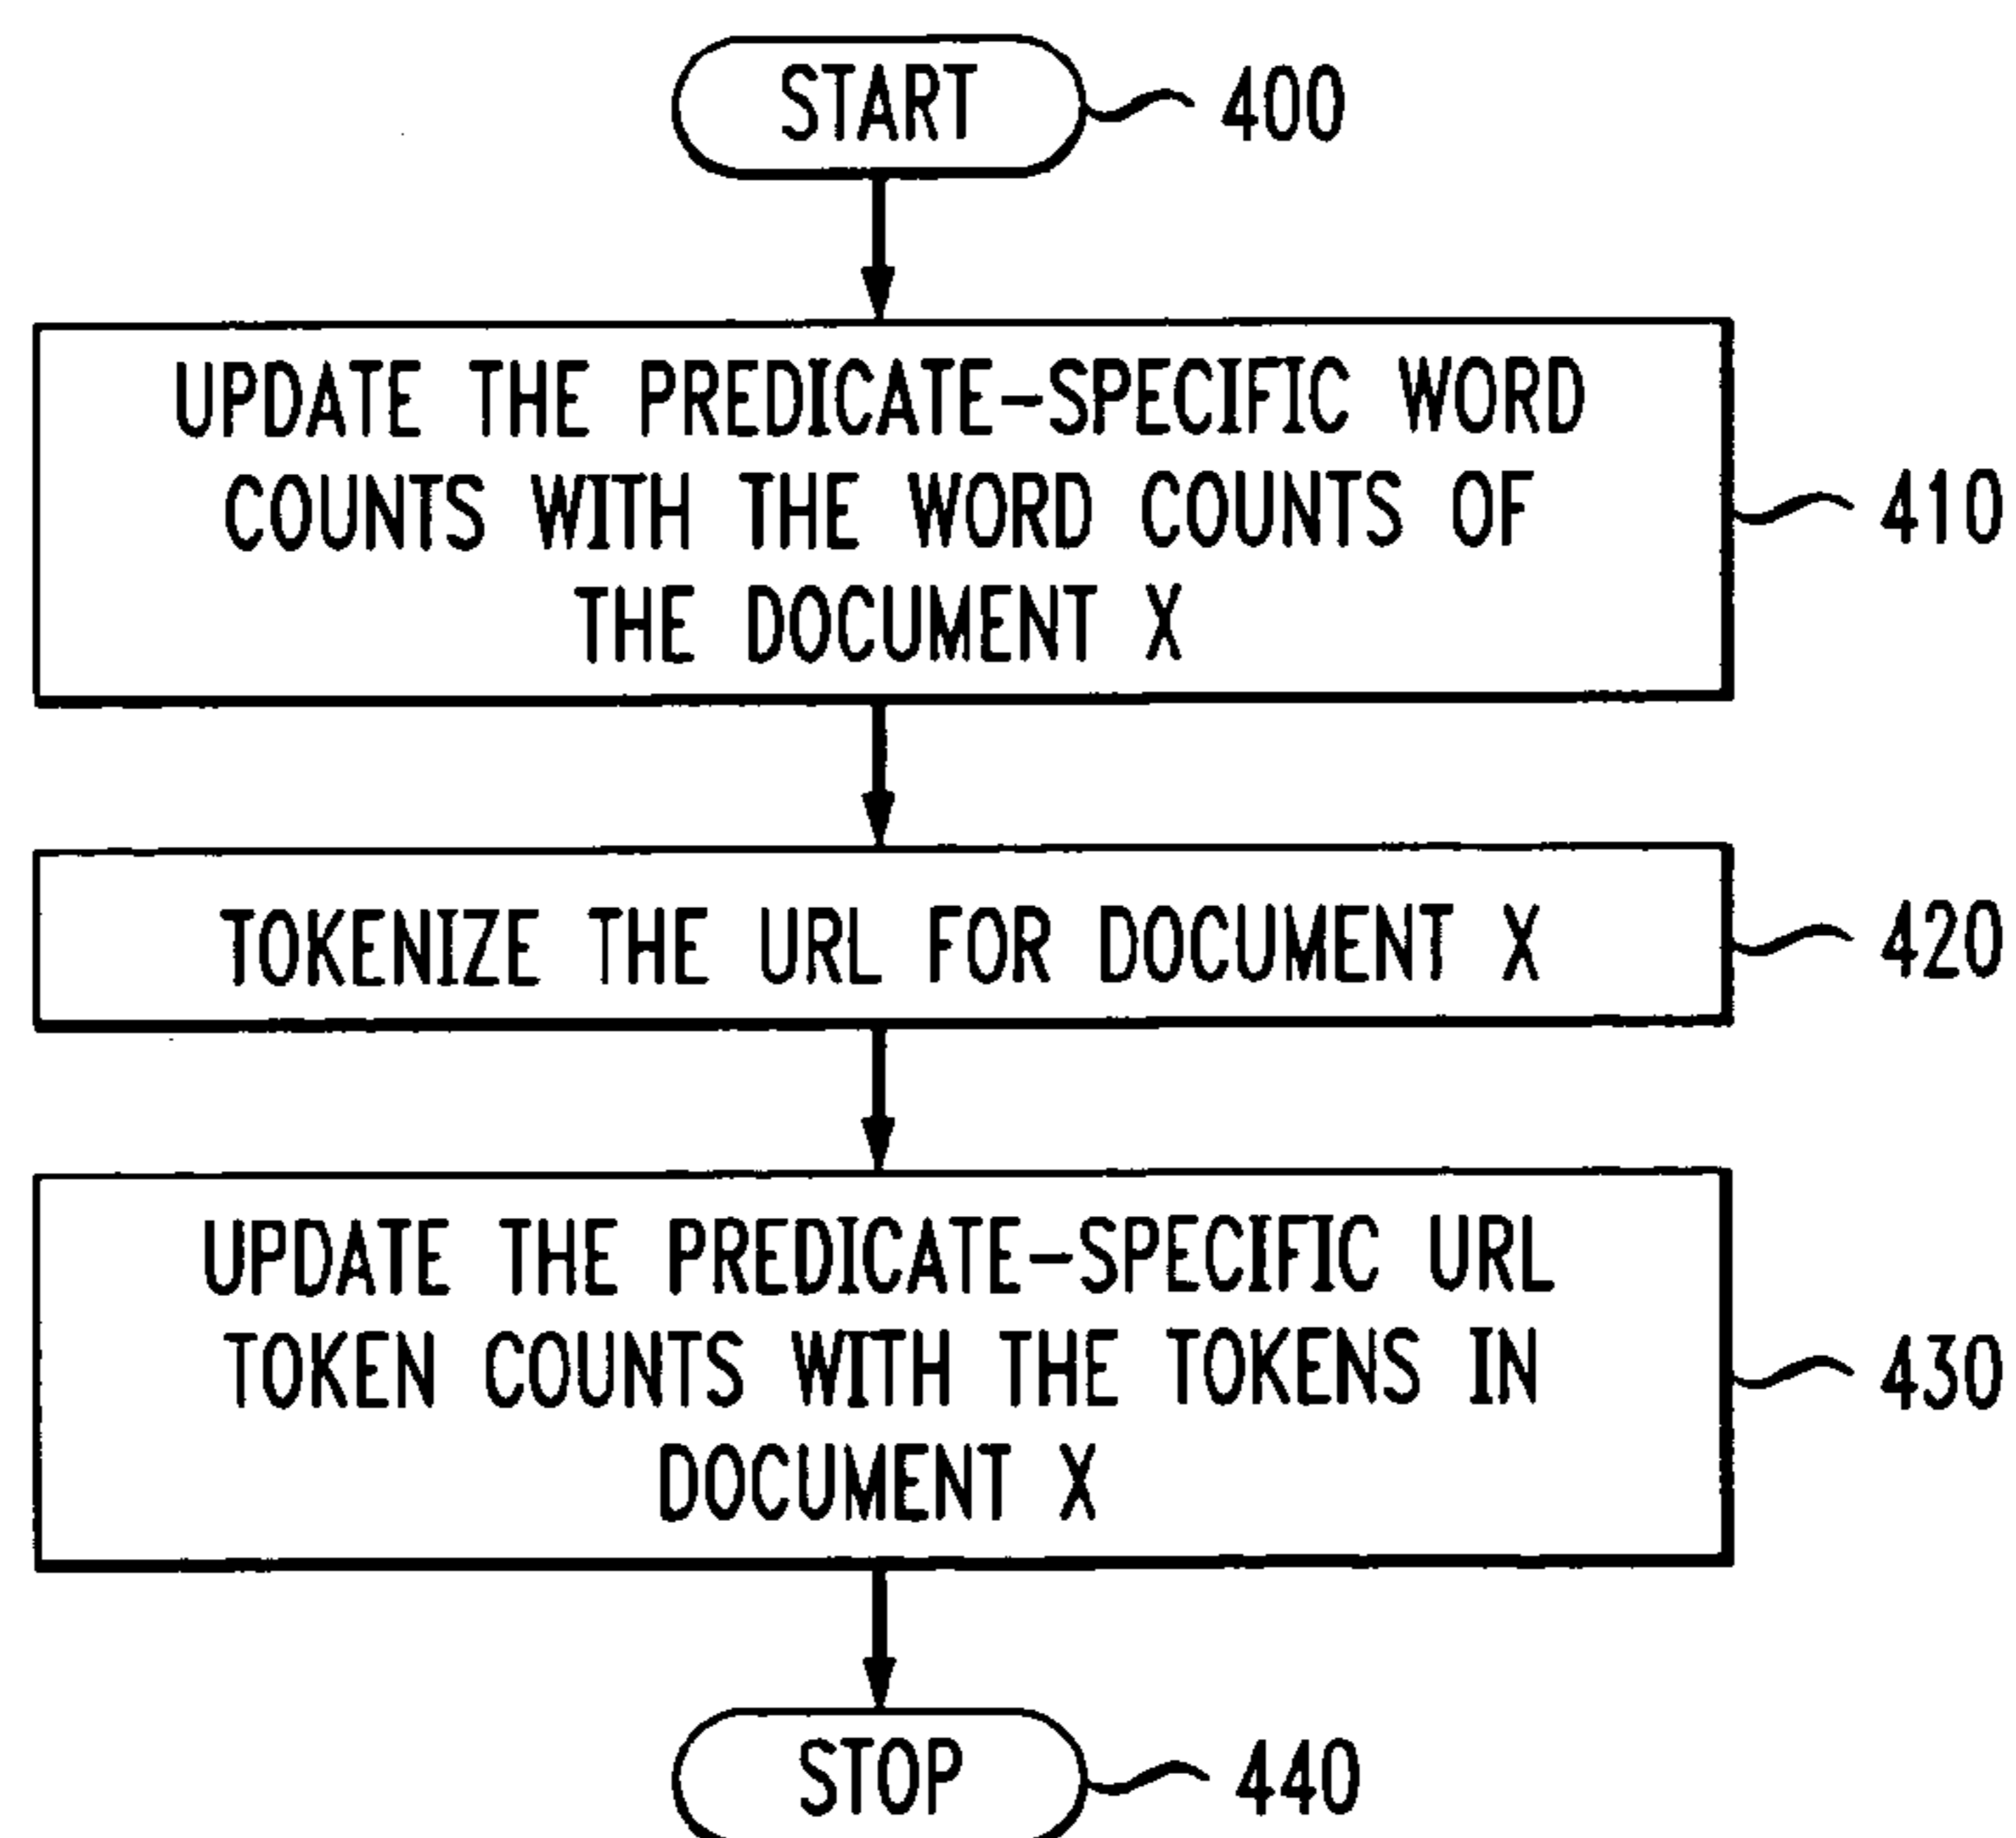 START
400
UPDATE THE PREDICATE-SPECIFIC WORD
COUNTS WITH THE WORD COUNTS OF
THE DOCUMENT X
410
TOKENIZE THE URL FOR DOCUMENT X
420
UPDATE THE PREDICATE-SPECIFIC URL
TOKEN COUNTS WITH THE TOKENS IN
DOCUMENT X
430
STOP
440